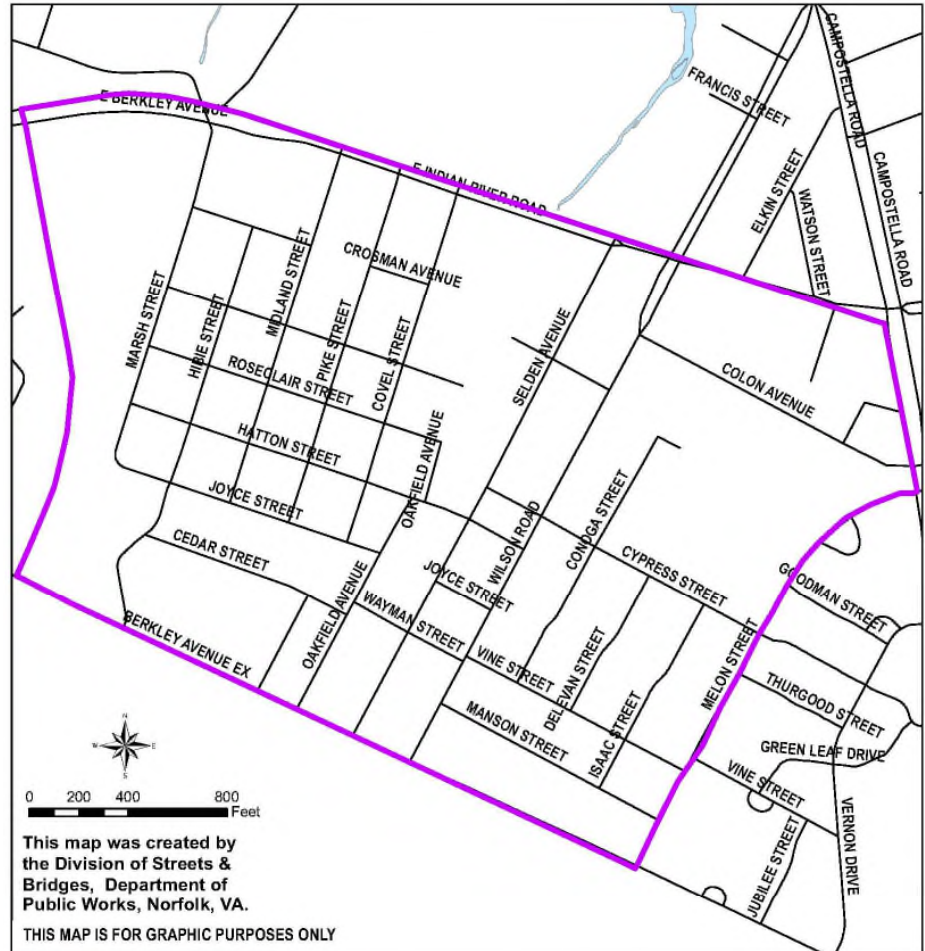 CAMPOSTELLA ROAD
FRANCIS STREET
E BERKLEY AVENUE
ELKIN STREET
CAMPOSTELLA ROAD
E INDIAN RIVER ROAD
WATSON STREET
CROSMAN AVENUE
MIDLAND STREET
MARSH STREET
HIBIE STREET
PIKE STREET
COVEL STREET
SELDEN AVENUE
COLON AVENUE
ROSECLAIR STREET
HATTON STREET
OAKFIELD AVENUE
JOYCE STREET
CONOGA STREET
WILSON ROAD
CEDAR STREET
JOYCE STREET
CYPRESS STREET
GOODMAN STREET
OAKFIELD AVENUE
WAYMAN STREET
BERKLEY AVENUE EX
VINE STREET
DELEVAN STREET
MELON STREET
THURGOOD STREET
MANSON STREET
ISAAC STREET
GREEN LEAF DRIVE
VINE STREET
VERNON DRIVE
JUBILEE STREET
N
W E
S
0 200 400 800
Feet
This map was created by
the Division of Streets &
Bridges, Department of
Public Works, Norfolk, VA.
THIS MAP IS FOR GRAPHIC PURPOSES ONLY